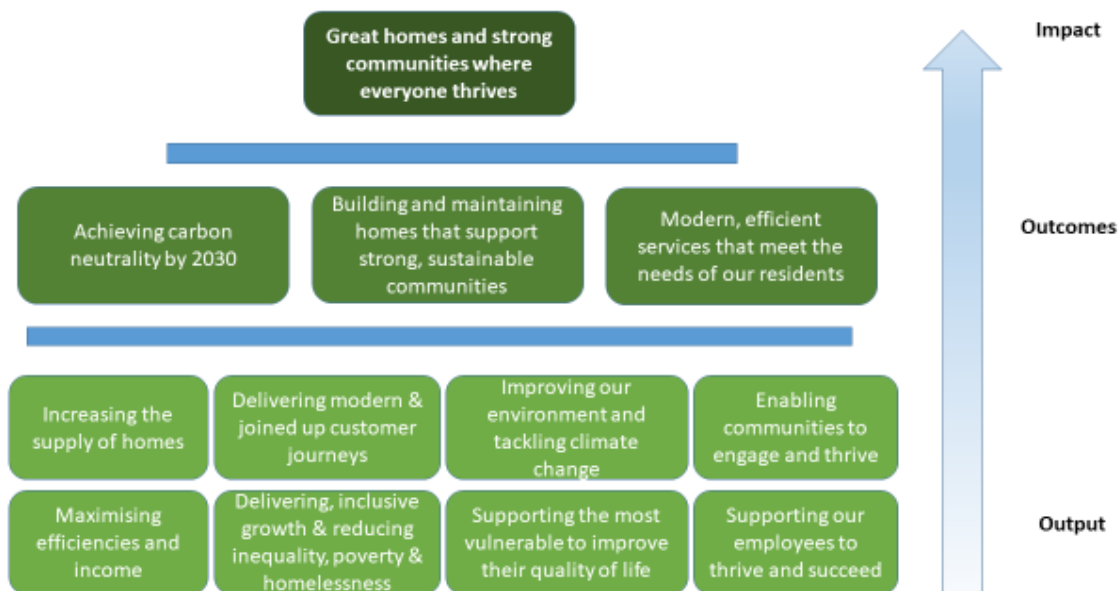 Great homes and strong
communities where
everyone thrives
Impact
Achieving carbon
neutrality by 2030
Building and maintaining
homes that support
strong, sustainable
communities
Modern, efficient
services that meet the
needs of our residents
Outcomes
Increasing the
supply of homes
Delivering modern &
joined up customer
journeys
Improving our
environment and
tackling climate
change
Enabling
communities to
engage and thrive
Maximising
efficiencies and
income
Delivering, inclusive
growth & reducing
inequality, poverty &
homelessness
Supporting the most
vulnerable to improve
their quality of life
Supporting our
employees to
thrive and succeed
Output